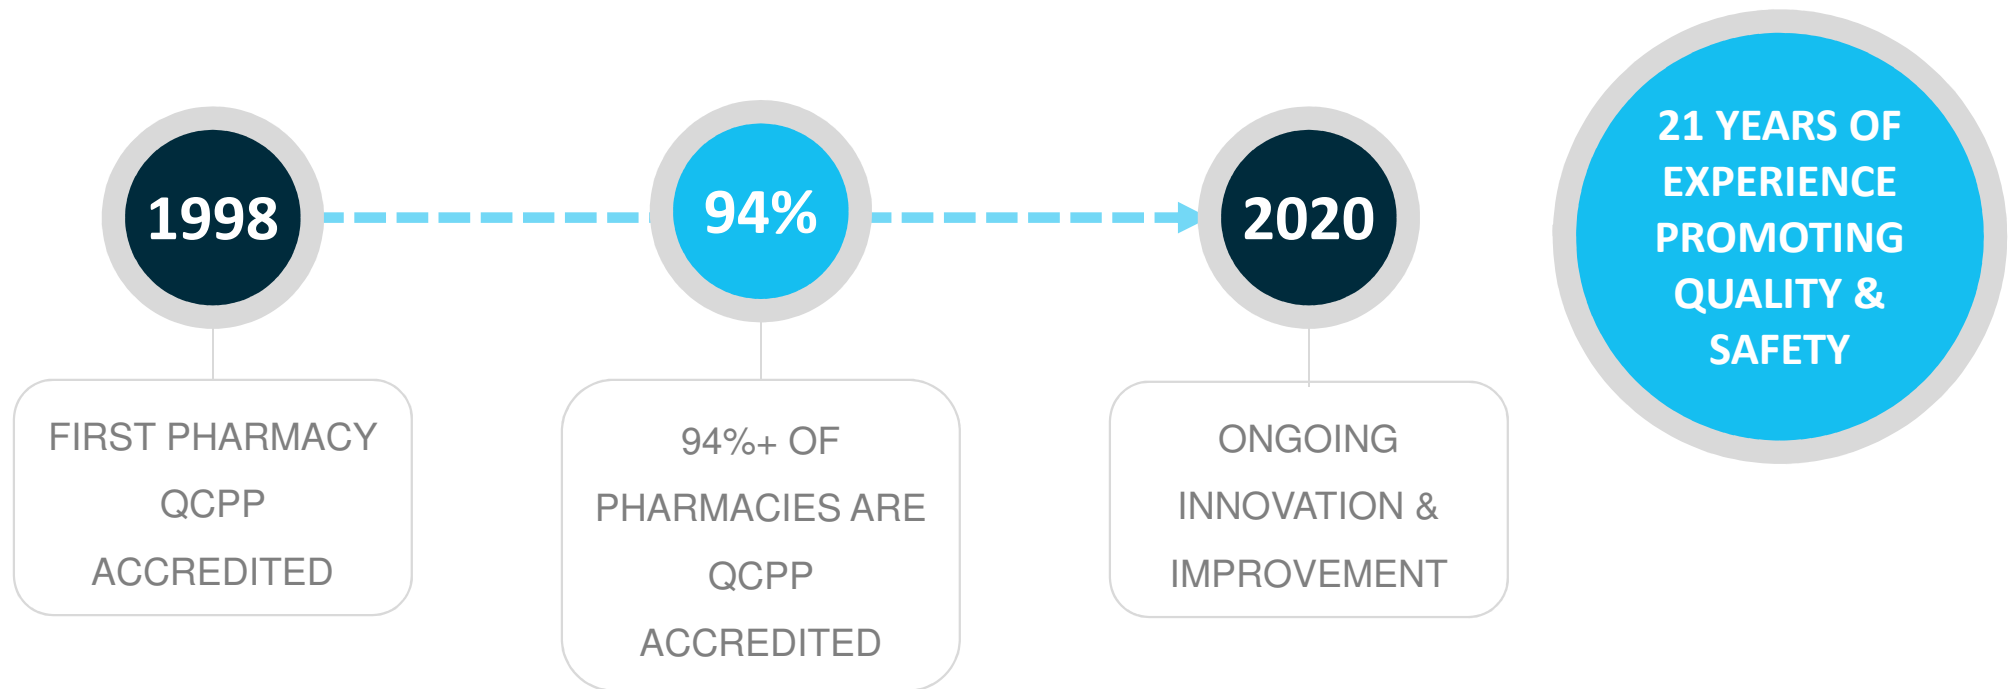 1998
FIRST PHARMACY
QCPP
ACCREDITED
94%
94%+ OF
PHARMACIES ARE
QCPP
ACCREDITED
2020
ONGOING
INNOVATION &
IMPROVEMENT
21 YEARS OF
EXPERIENCE
PROMOTING
QUALITY &
SAFETY